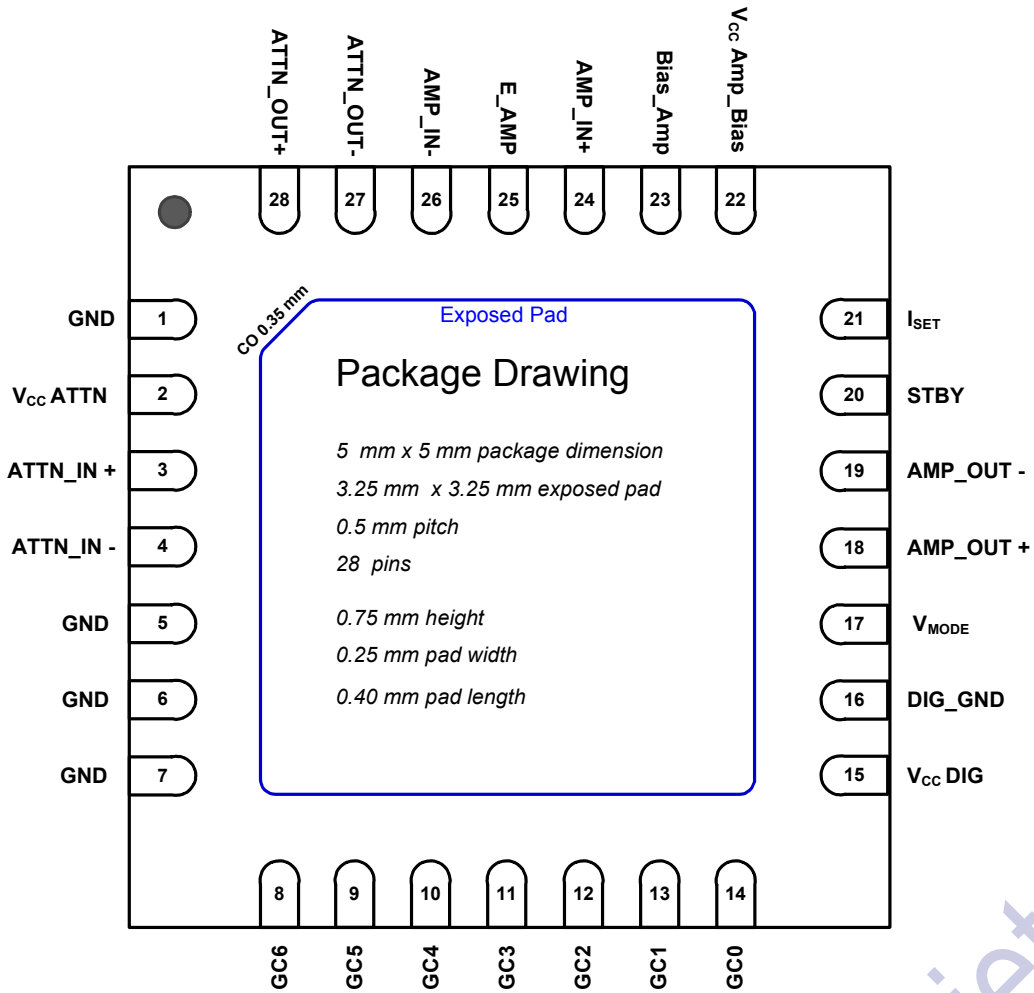 ATTN_OUT+
ATTN_OUT-
AMP_IN-
E_AMP
AMP_IN+
Bias_Amp
VCC Amp_Bias
28
27
26
25
24
23
22
GND 1
VCC ATTN 2
ATTN_IN + 3
ATTN_IN - 4
GND 5
GND 6
GND 7
CO 0.35 mm
Exposed Pad
Package Drawing
5 mm x 5 mm package dimension
3.25 mm x 3.25 mm exposed pad
0.5 mm pitch
28 pins
0.75 mm height
0.25 mm pad width
0.40 mm pad length
21 ISET
20 STBY
19 AMP_OUT -
18 AMP_OUT +
17 VMODE
16 DIG_GND
15 VCC DIG
8
9
10
11
12
13
14
GC6
GC5
GC4
GC3
GC2
GC1
GC0